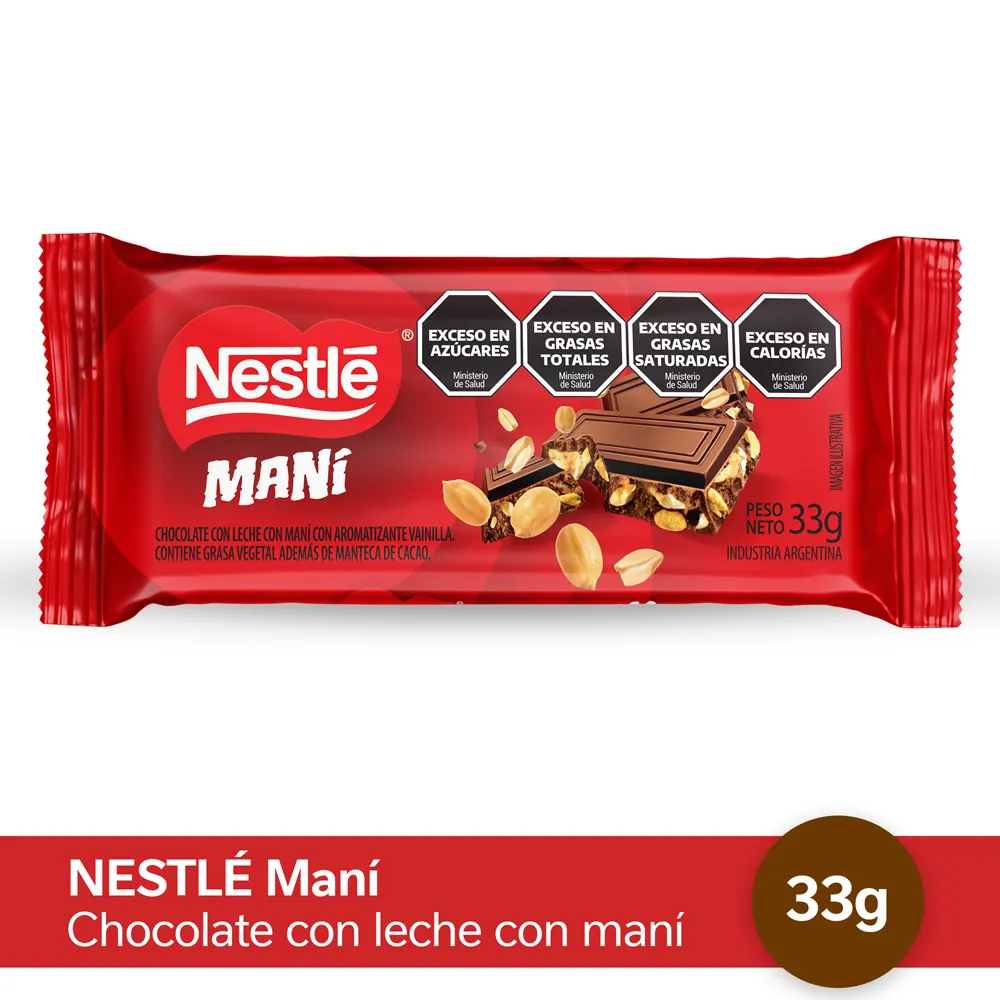 Nestlé
®
MANÍ
CHOCOLATE CON LECHE CON MANÍ CON AROMATIZANTE VAINILLA.
CONTIENE GRASA VEGETAL ADEMÁS DE MANTECA DE CACAO.
EXCESO EN
AZÚCARES
Ministerio
de Salud
EXCESO EN
GRASAS
TOTALES
Ministerio
de Salud
EXCESO EN
GRASAS
SATURADAS
Ministerio
de Salud
EXCESO EN
CALORÍAS
Ministerio
de Salud
IMAGEN ILUSTRATIVA
PESO
NETO 33g
INDUSTRIA ARGENTINA
NESTLÉ Maní
Chocolate con leche con maní
33g